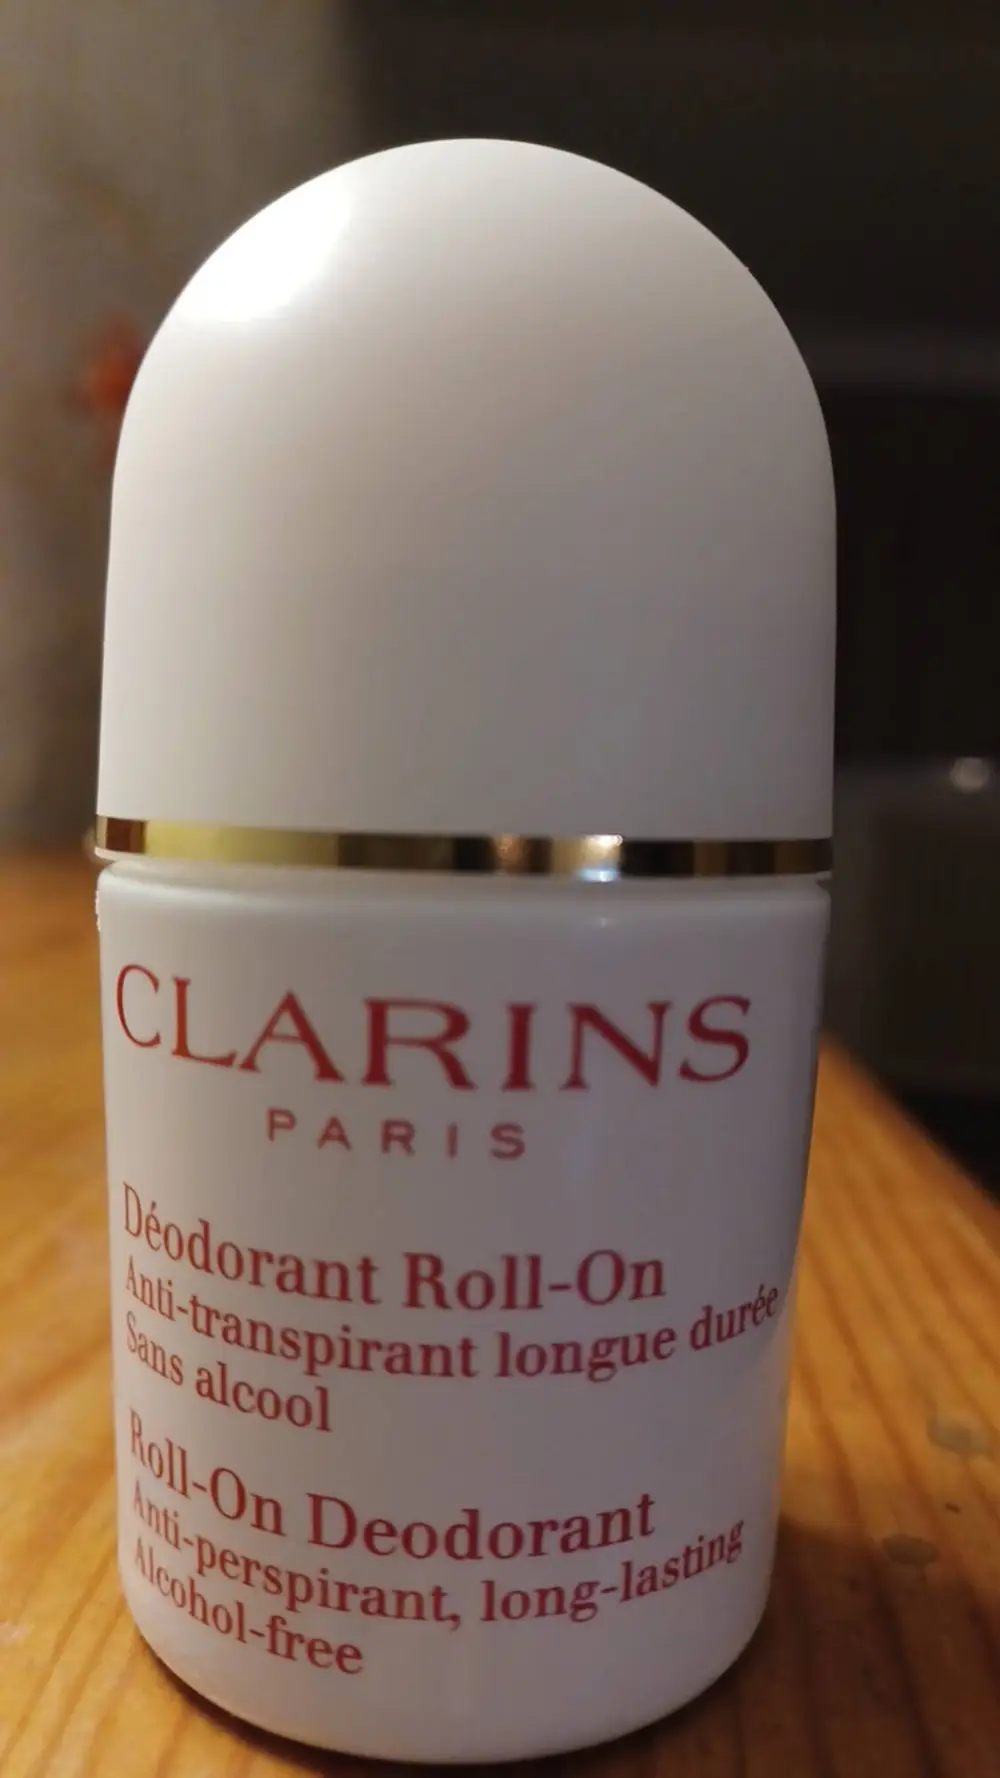 CLARINS
PARIS
Déodorant Roll-On
Anti-transpirant longue durée
Sans alcool
Roll-On Deodorant
Anti-perspirant, long-lasting
Alcohol-free